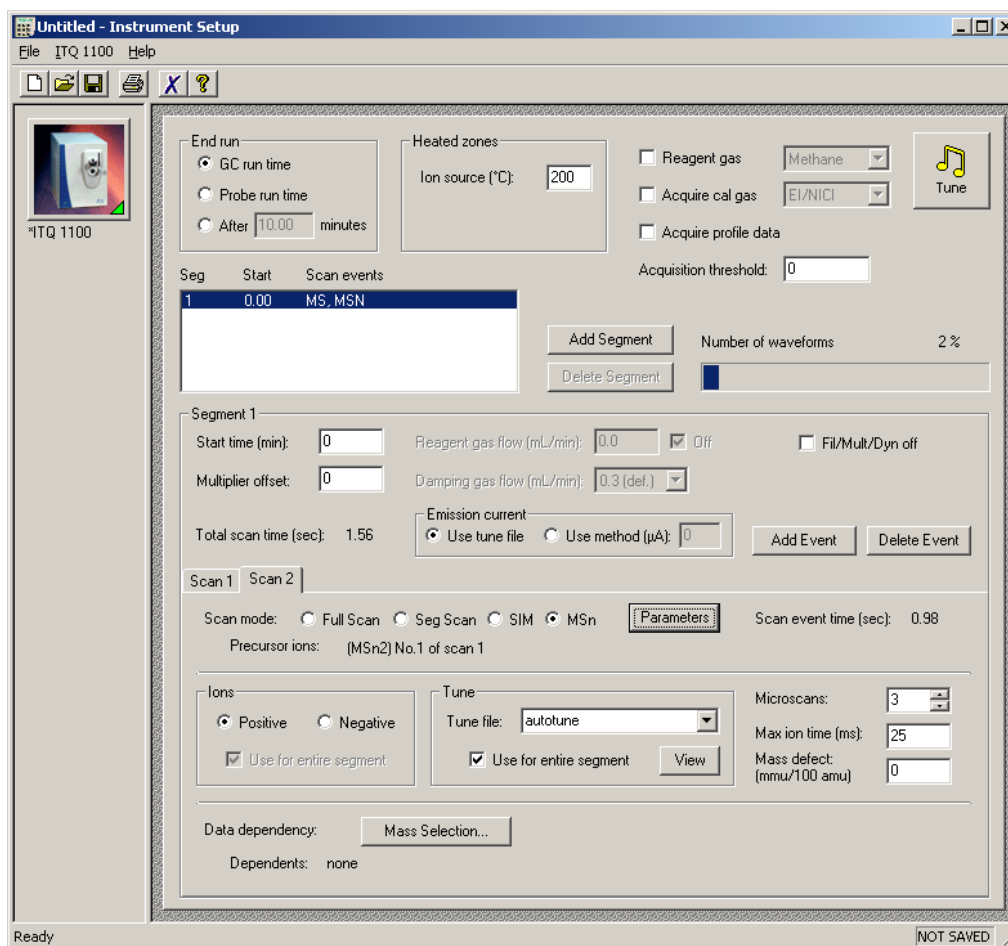 Untitled - Instrument Setup
File ITQ 1100 Help
*ITQ 1100
End run
GC run time
Probe run time
After 10.00 minutes
Heated zones
Ion source (°C): 200
Reagent gas Methane
Acquire cal gas EI/NICI
Acquire profile data
Acquisition threshold: 0
Tune
Seg Start Scan events
1 0.00 MS, MSN
Add Segment
Delete Segment
Number of waveforms 2 %
Segment 1
Start time (min): 0
Reagent gas flow (mL/min): 0.0 Off
Fil/Mult/Dyn off
Multiplier offset: 0
Damping gas flow (mL/min): 0.3 (def.)
Total scan time (sec): 1.56
Emission current
Use tune file Use method (µA): 0
Add Event Delete Event
Scan 1 Scan 2
Scan mode: Full Scan Seg Scan SIM MSn Parameters Scan event time (sec): 0.98
Precursor ions: (MSn2) No.1 of scan 1
Ions
Positive Negative
Use for entire segment
Tune
Tune file: autotune
Use for entire segment View
Microscans: 3
Max ion time (ms): 25
Mass defect: 0
(mmu/100 amu)
Data dependency: Mass Selection...
Dependents: none
Ready NOT SAVED